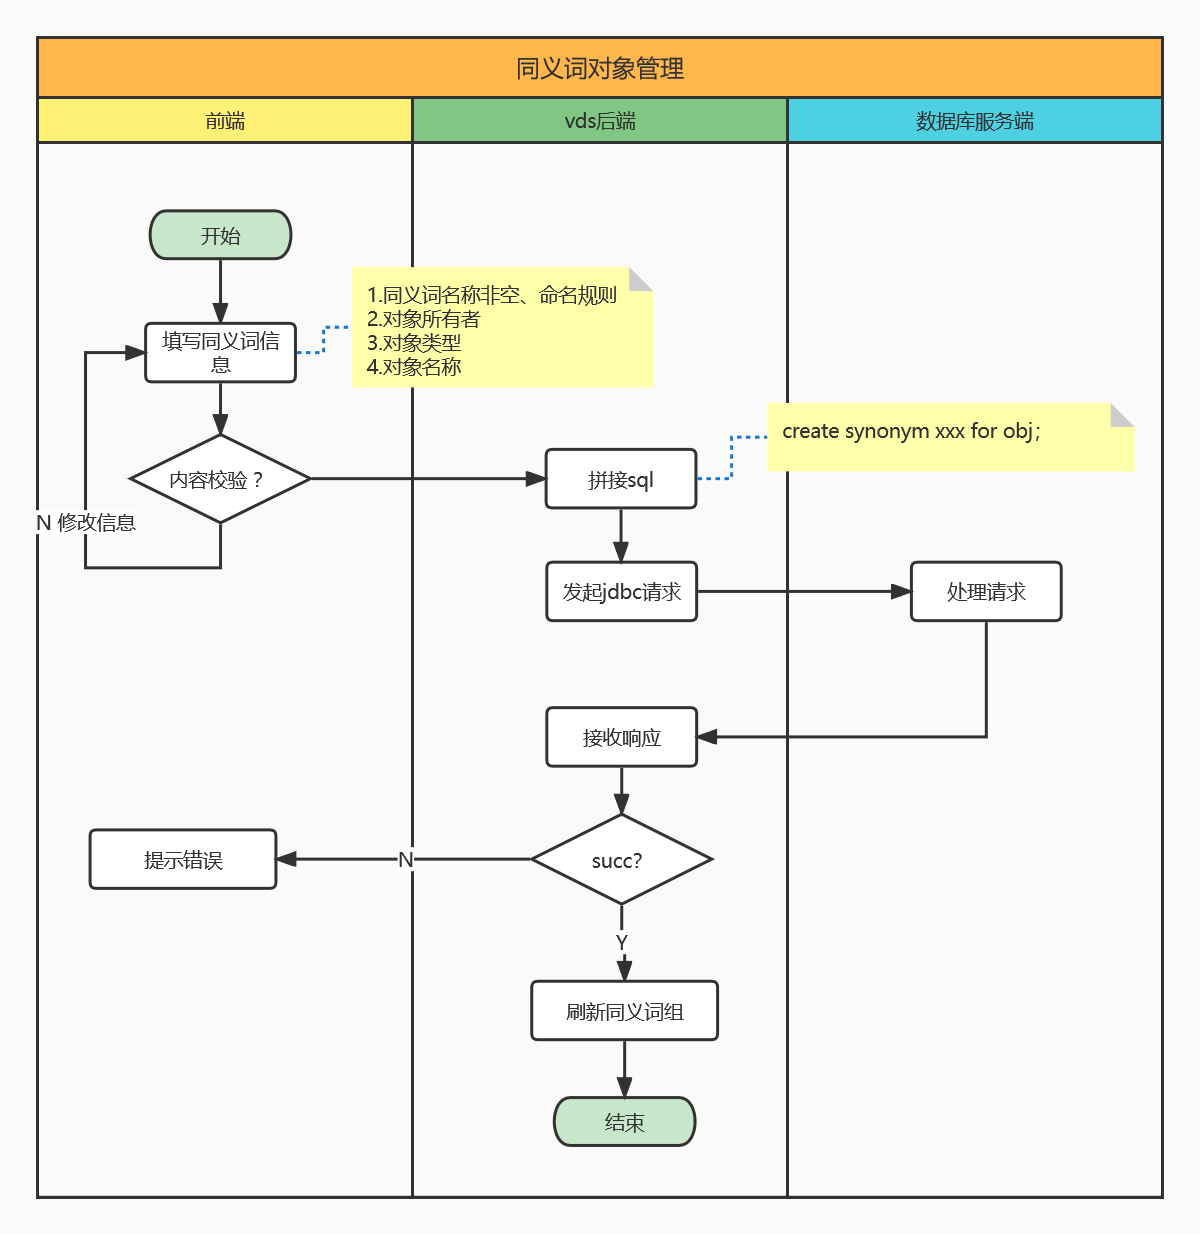 同义词对象管理
前端
vds后端
数据库服务端
开始
1.同义词名称非空、命名规则
2.对象所有者
3.对象类型
4.对象名称
填写同义词信
息
create synonym xxx for obj;
内容校验？
拼接sql
N 修改信息
发起jdbc请求
处理请求
接收响应
提示错误
N
succ?
Y
刷新同义词组
结束